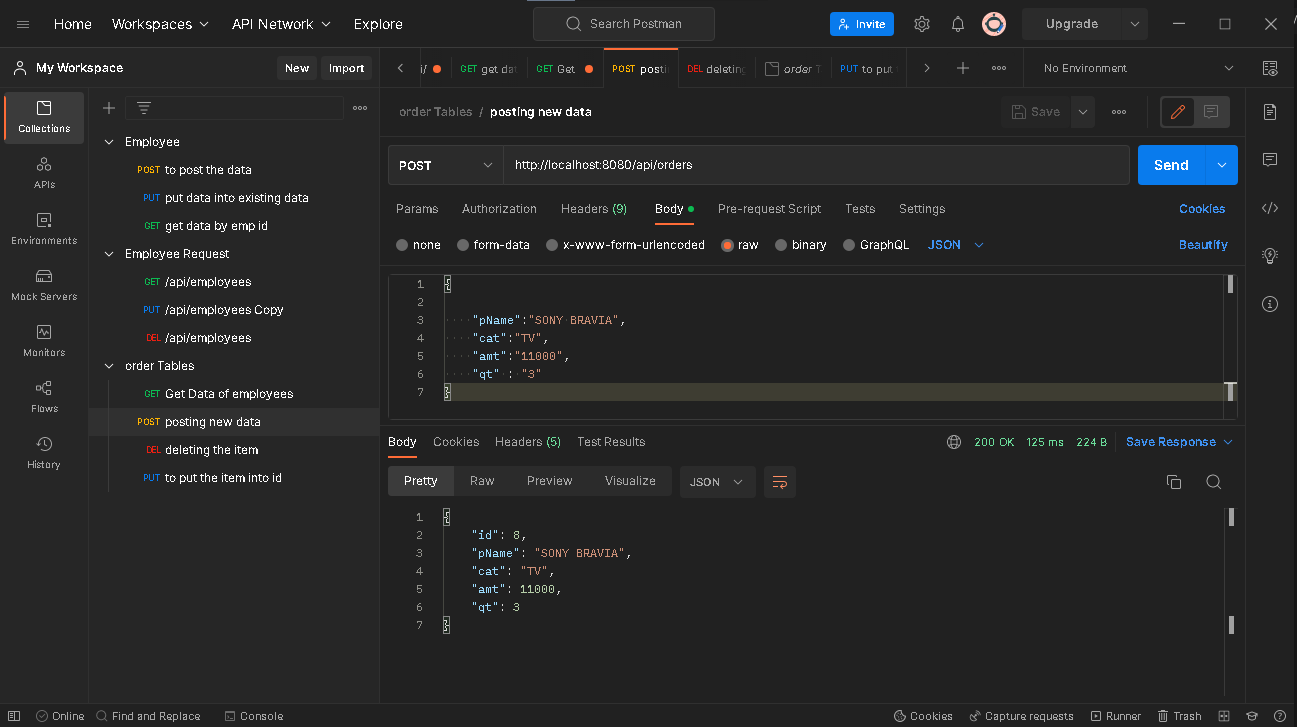 Home Workspaces API Network Explore Search Postman Invite Upgrade
My Workspace New Import
i/ GET get dat GET Get POST posti DEL deleting order T PUT to put No Environment
Collections
APIs
Environments
Mock Servers
Monitors
Flows
History
Employee
POST to post the data
PUT put data into existing data
GET get data by emp id
Employee Request
GET /api/employees
PUT /api/employees Copy
DEL /api/employees
order Tables
GET Get Data of employees
POST posting new data
DEL deleting the item
PUT to put the item into id
order Tables / posting new data Save
POST http://localhost:8080/api/orders Send
Params Authorization Headers (9) Body Pre-request Script Tests Settings Cookies
none form-data x-www-form-urlencoded raw binary GraphQL JSON Beautify
1 {
2
3 "pName":"SONY BRAVIA",
4 "cat":"TV",
5 "amt":"11000",
6 "qt" : "3"
7 }
Body Cookies Headers (5) Test Results 200 OK 125 ms 224 B Save Response
Pretty Raw Preview Visualize JSON
1 {
2 "id": 8,
3 "pName": "SONY BRAVIA",
4 "cat": "TV",
5 "amt": 11000,
6 "qt": 3
7 }
Online Find and Replace Console Cookies Capture requests Runner Trash